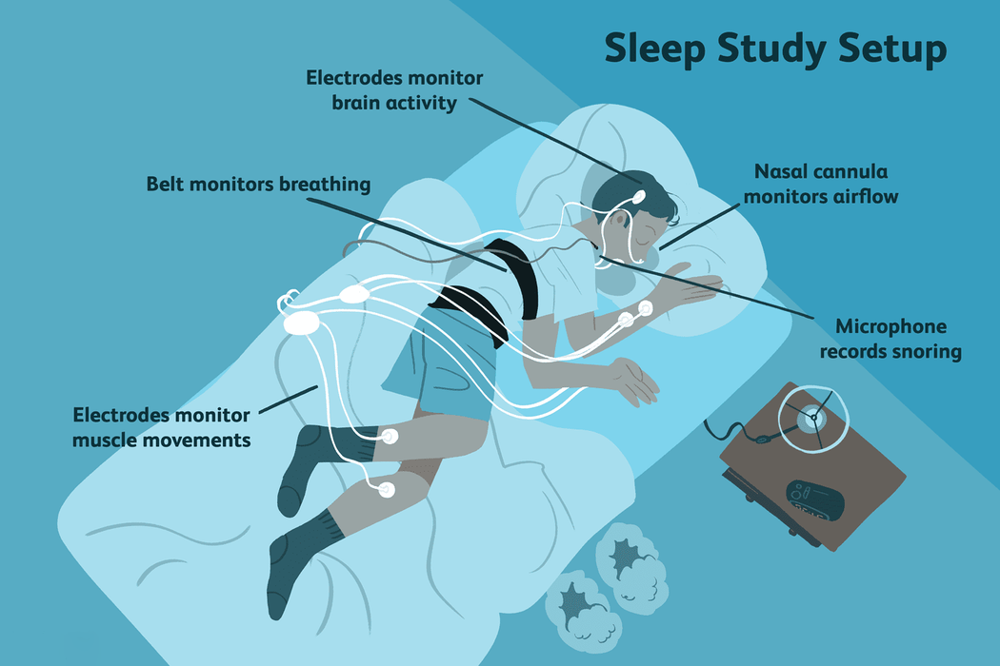 Sleep Study Setup
Electrodes monitor
brain activity
Belt monitors breathing
Nasal cannula
monitors airflow
Microphone
records snoring
Electrodes monitor
muscle movements